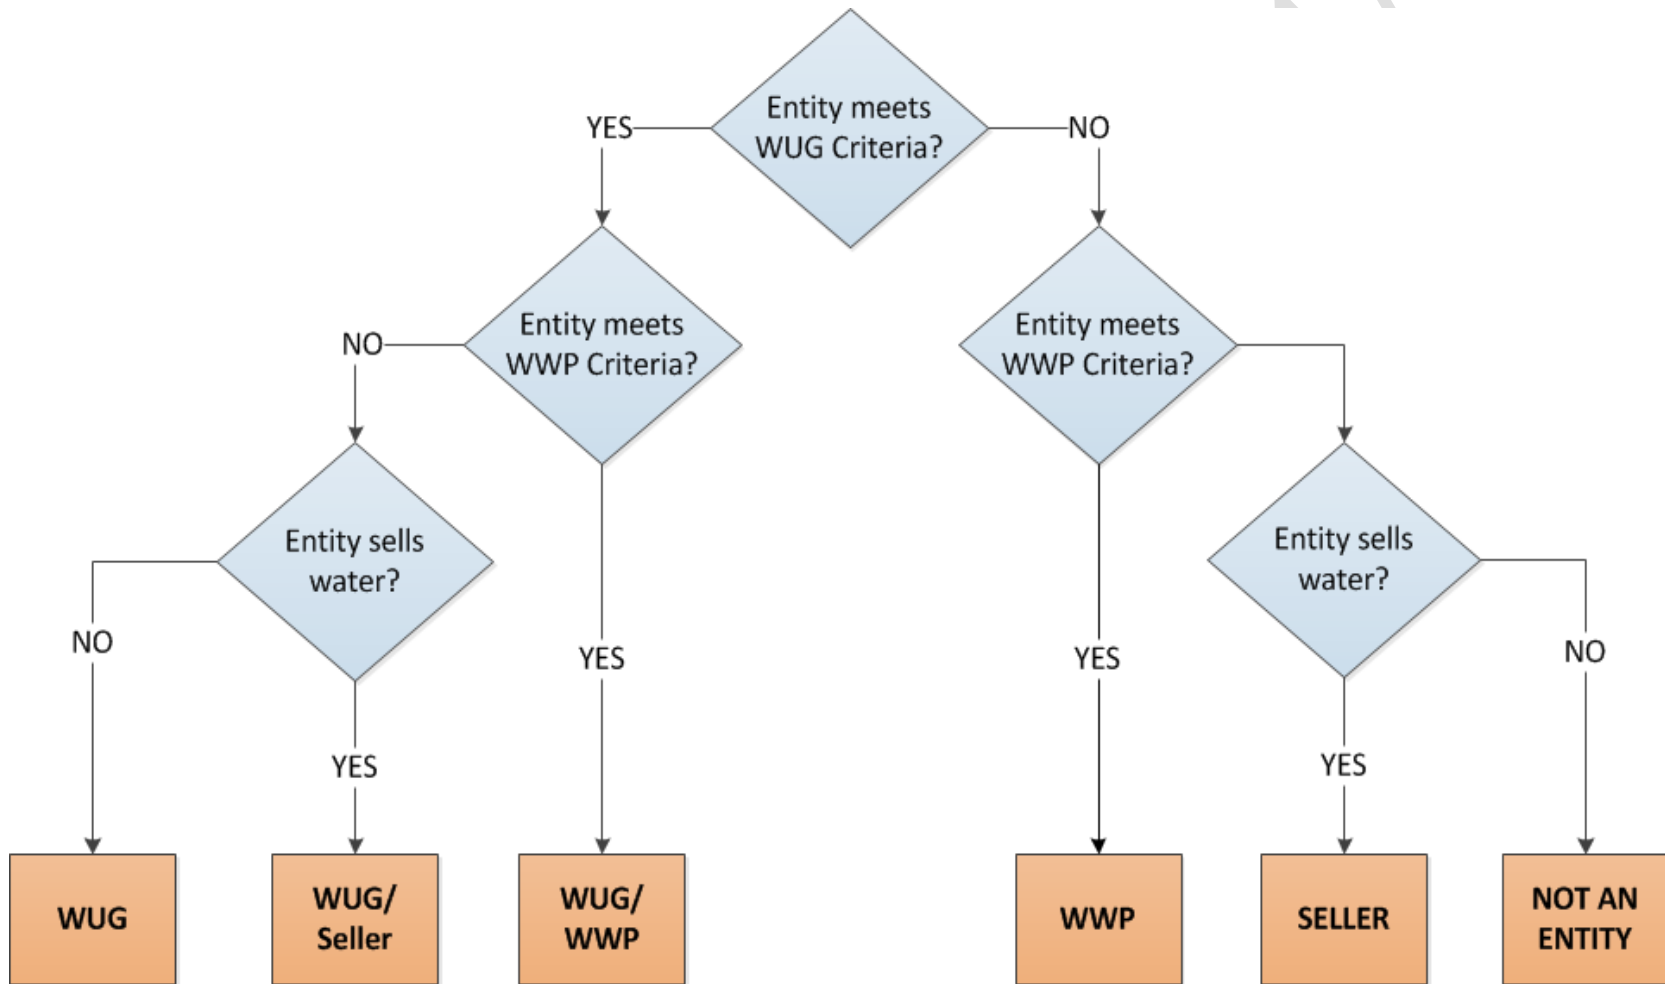 Entity meets
WUG Criteria?
YES
NO
Entity meets
WWP Criteria?
Entity meets
WWP Criteria?
NO
Entity sells
water?
Entity sells
water?
NO
YES
YES
NO
YES
YES
WUG
WUG/
Seller
WUG/
WWP
WWP
SELLER
NOT AN
ENTITY